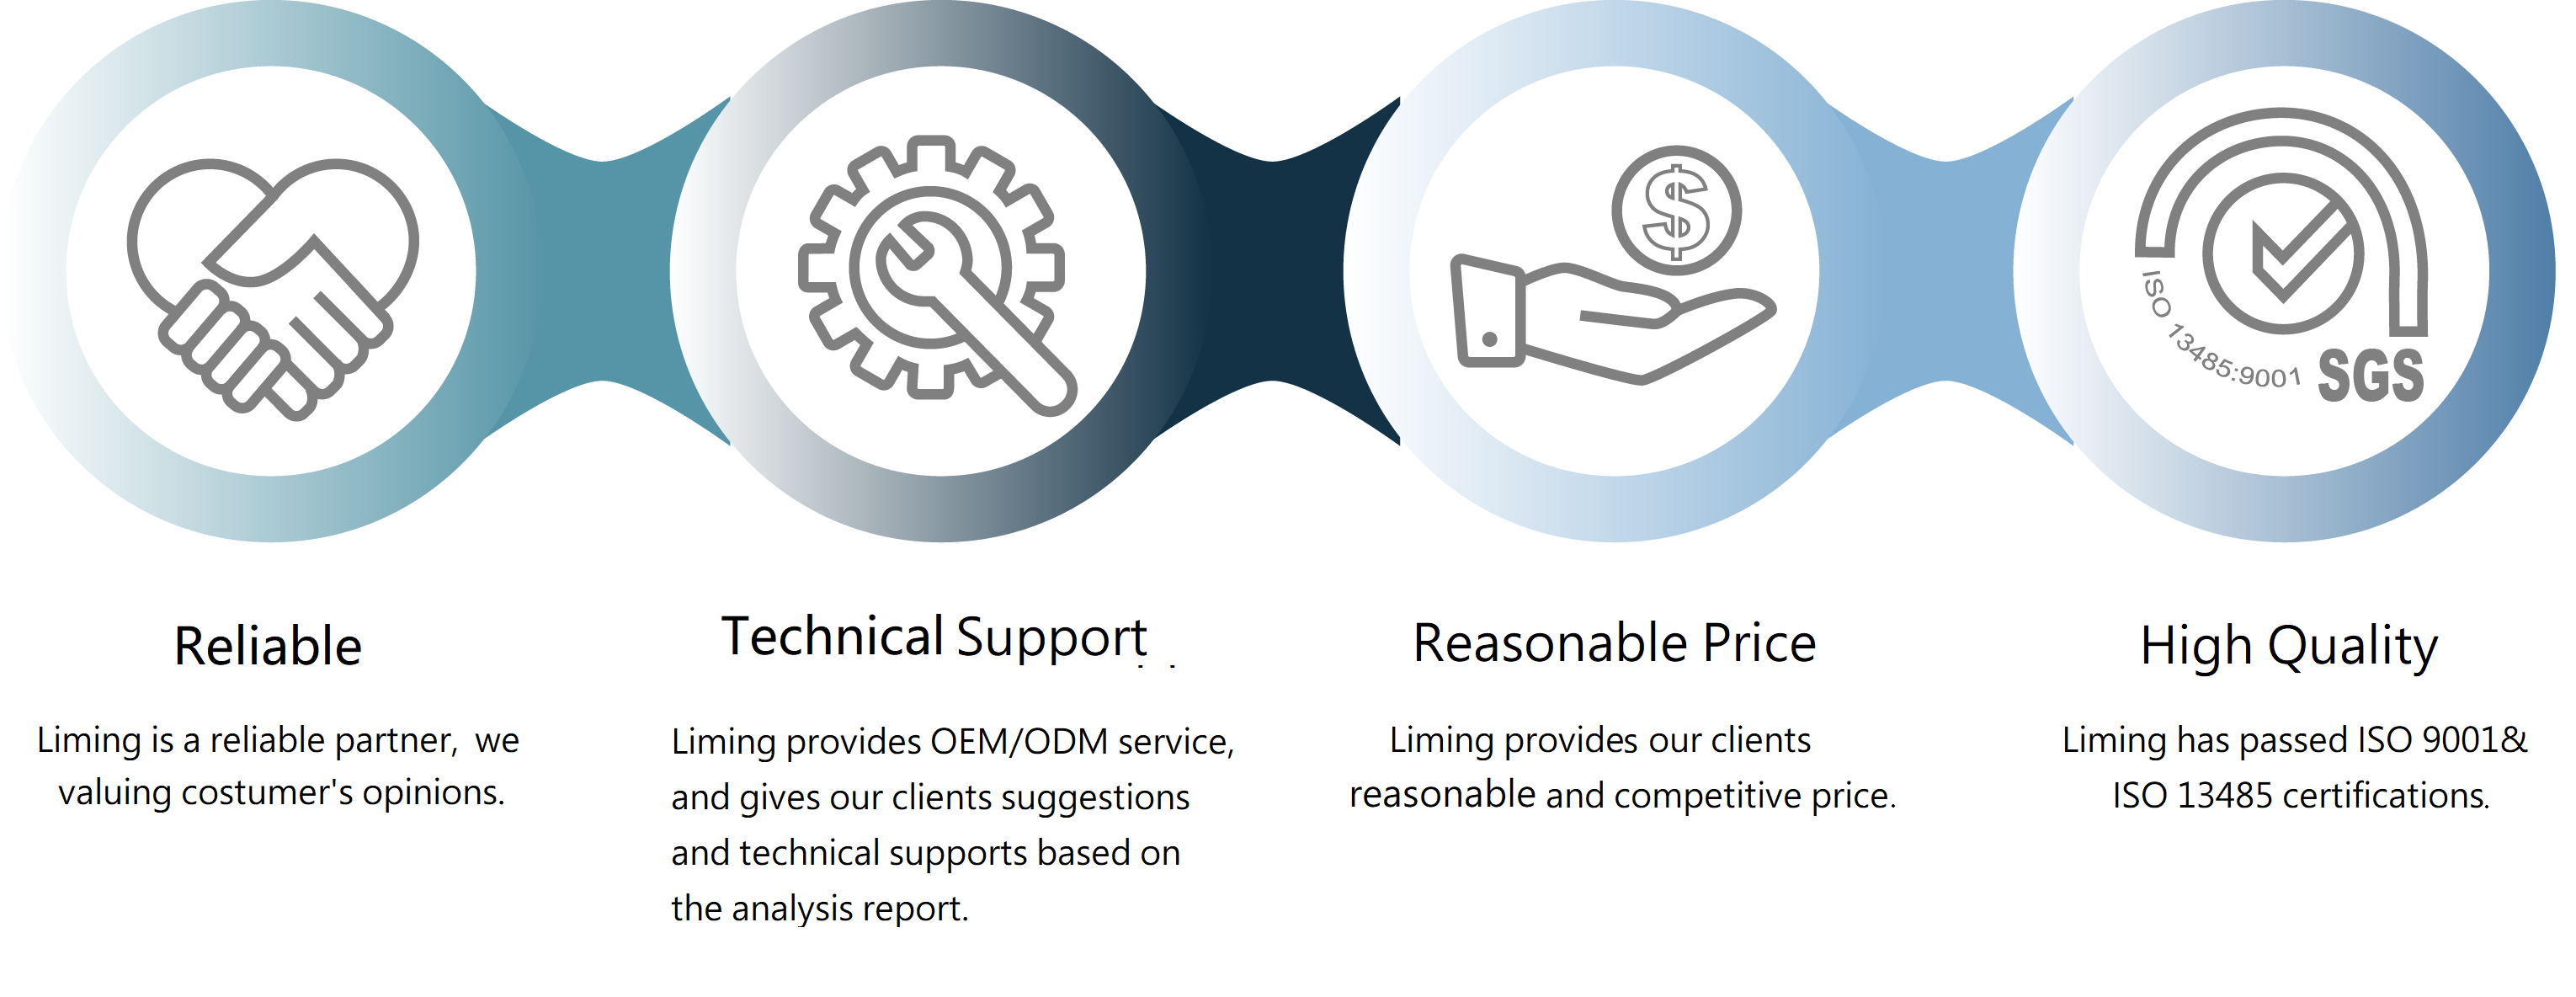 $
ISO 13485:9001
SGS
Reliable
Liming is a reliable partner, we
valuing costumer's opinions.
Technical Support
Liming provides OEM/ODM service,
and gives our clients suggestions
and technical supports based on
the analysis report.
Reasonable Price
Liming provides our clients
reasonable and competitive price.
High Quality
Liming has passed ISO 9001&
ISO 13485 certifications.